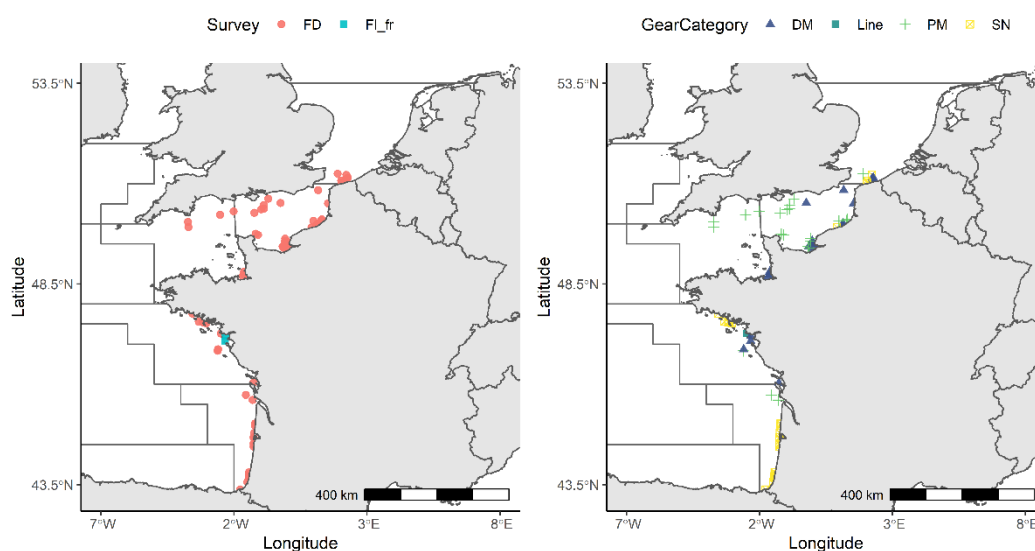 Survey FD FI_fr
GearCategory DM Line PM SN
53.5°N
48.5°N
43.5°N
Latitude
400 km
7°W 2°W 3°E 8°E
Longitude
53.5°N
48.5°N
43.5°N
Latitude
400 km
7°W 2°W 3°E 8°E
Longitude